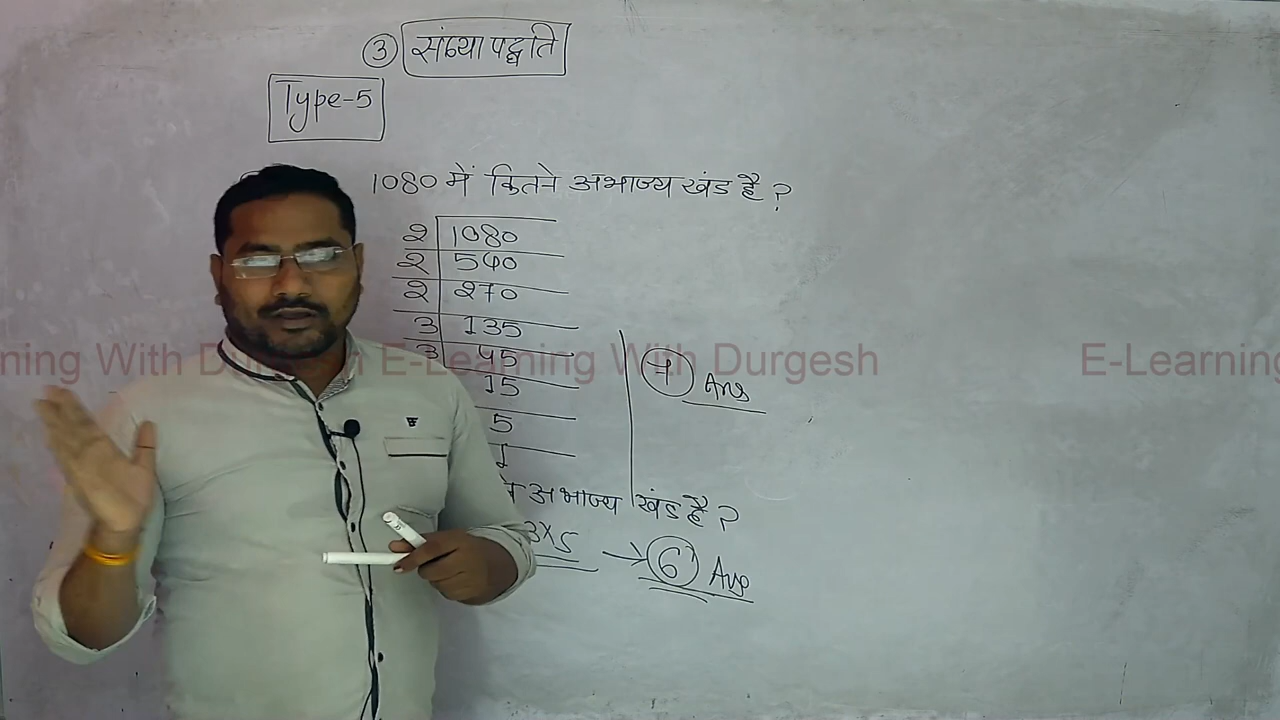 ③ संख्या पद्धति
Type-5
1080 में कितने अभाज्य खंड है ?
2 1080
2 540
2 270
3 135
3 45
15
5
1
7 Ans
अभाज्य खंड है ?
3×5 → 6 Ans
E-Learning With Durgesh
E-Learning